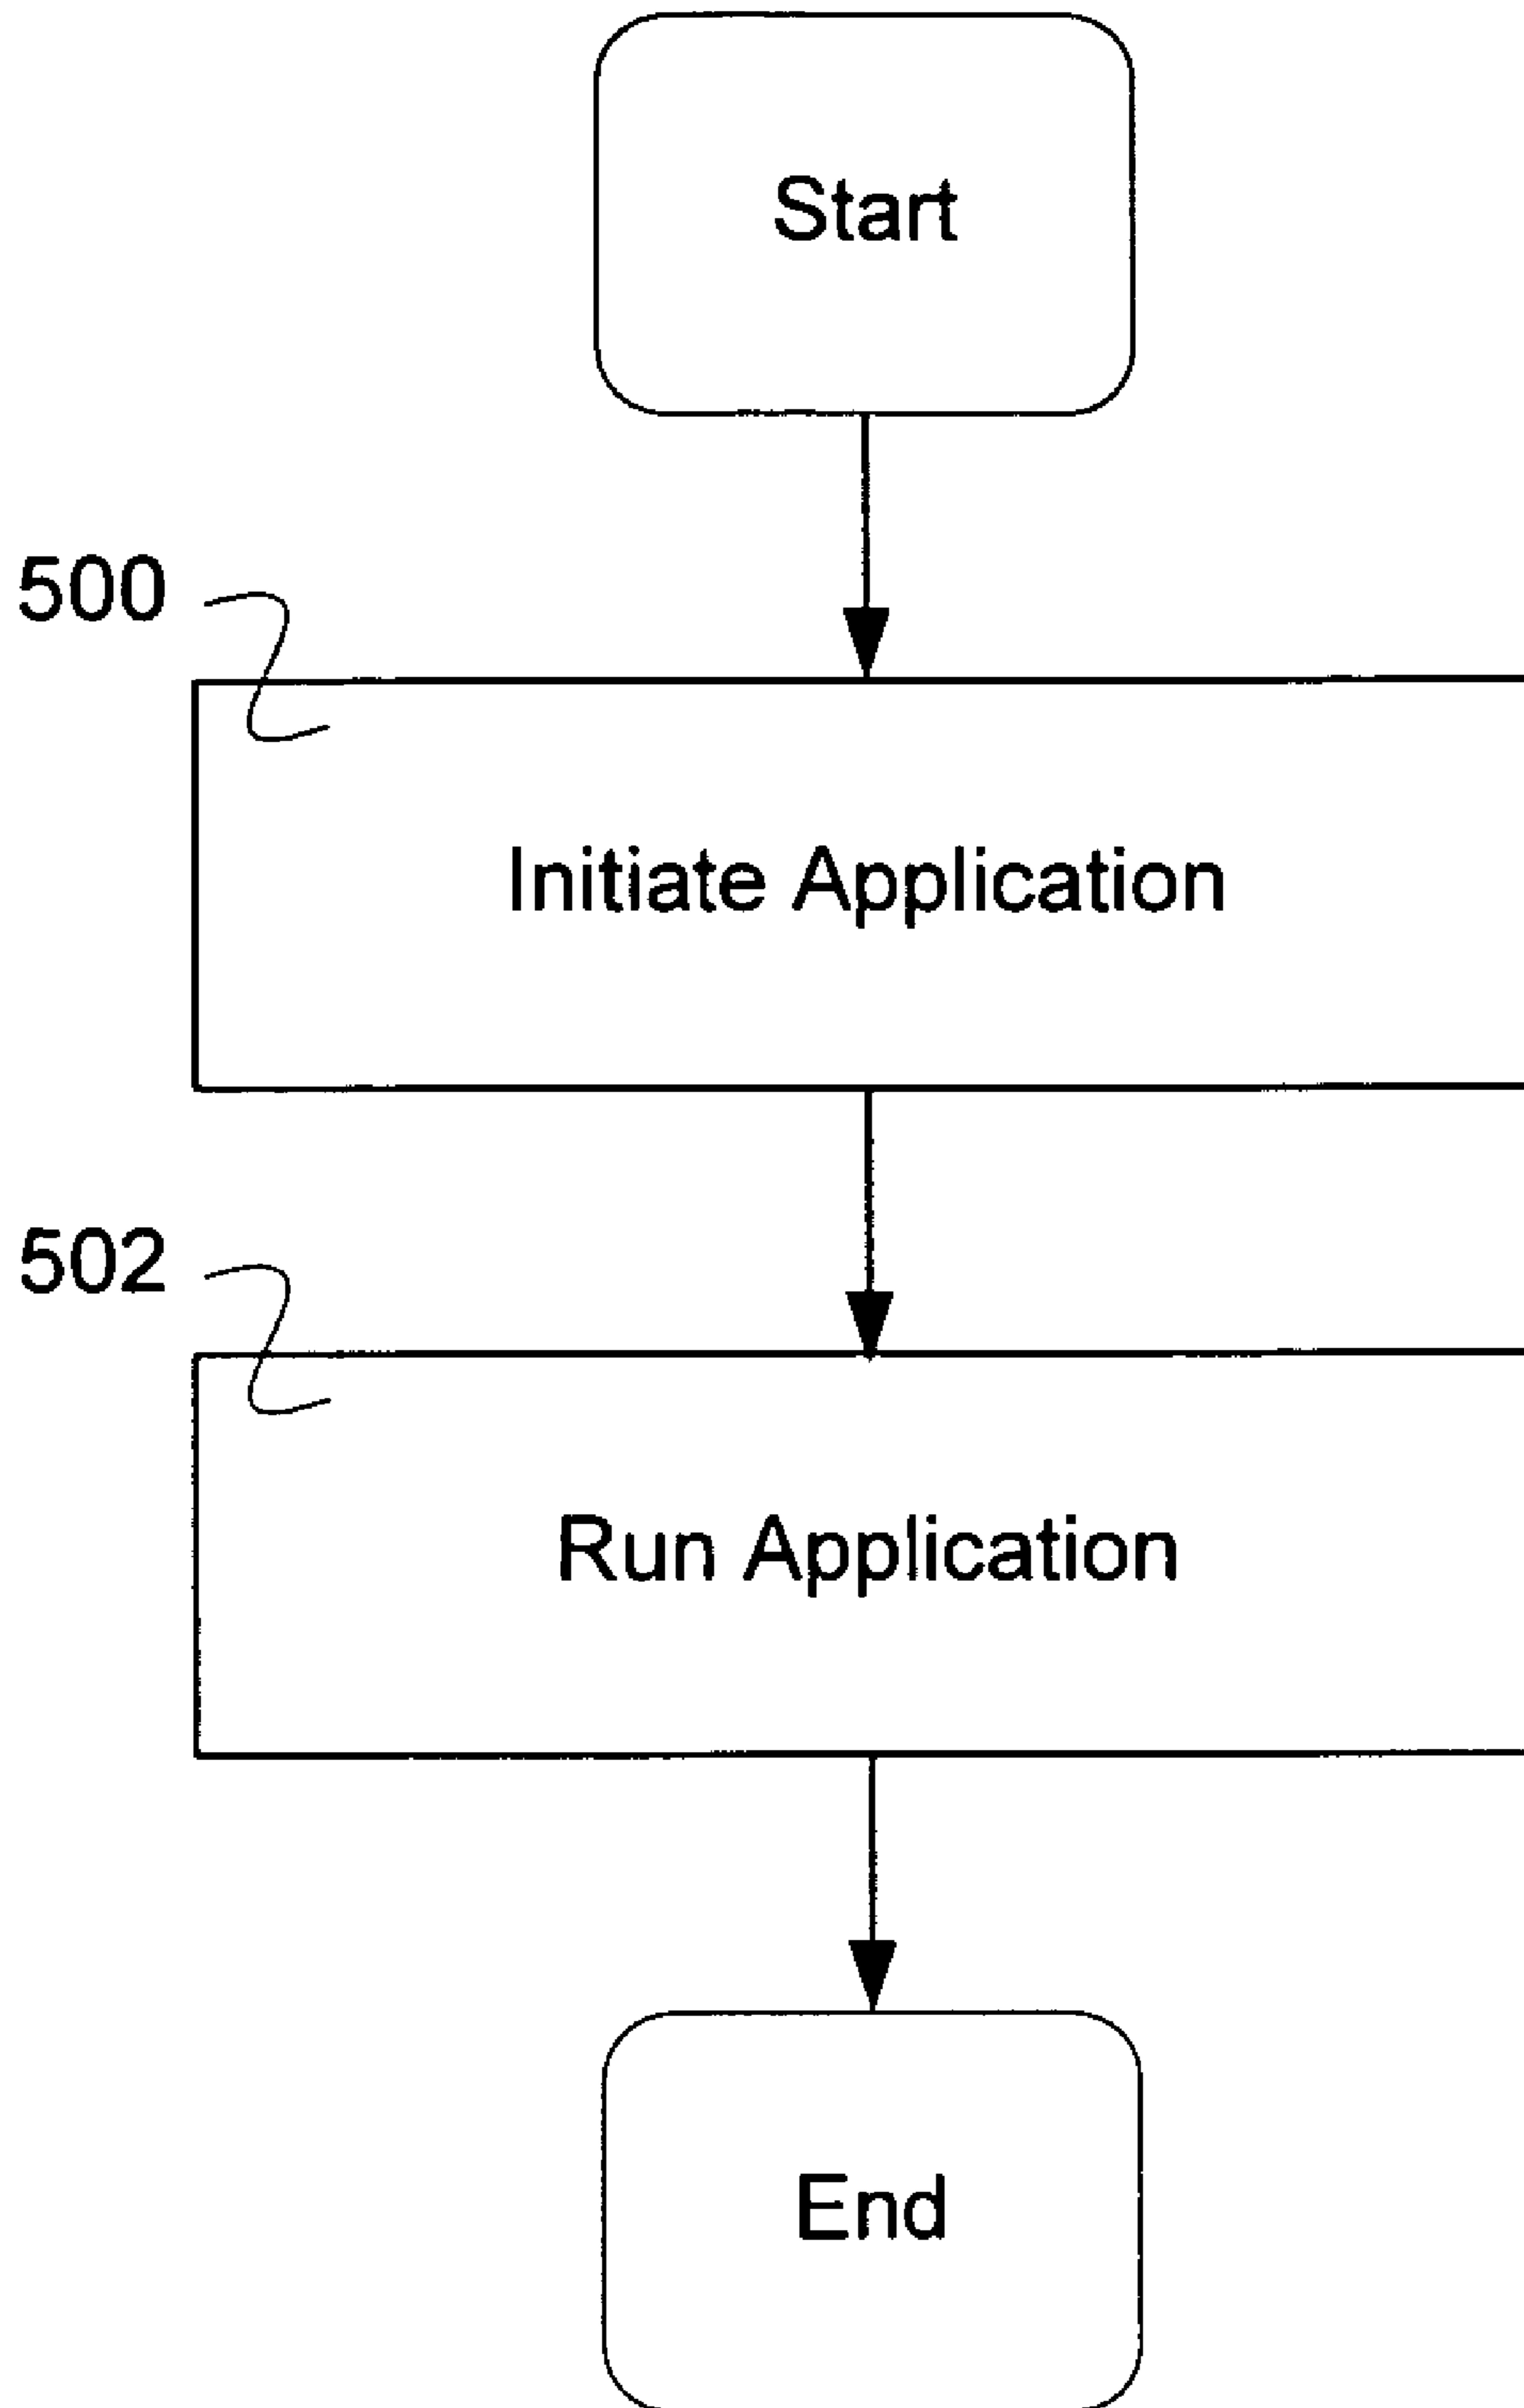 Start
500
Initiate Application
502
Run Application
End